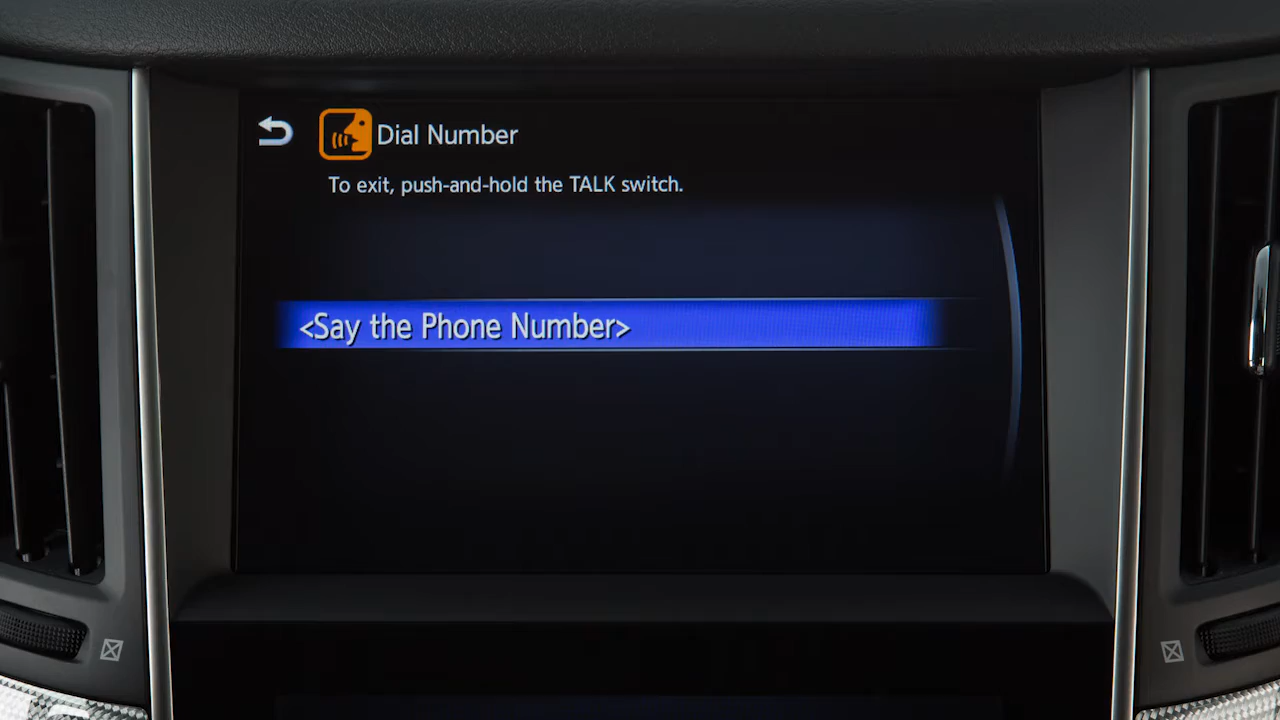 Dial Number
To exit, push-and-hold the TALK switch.
<Say the Phone Number>